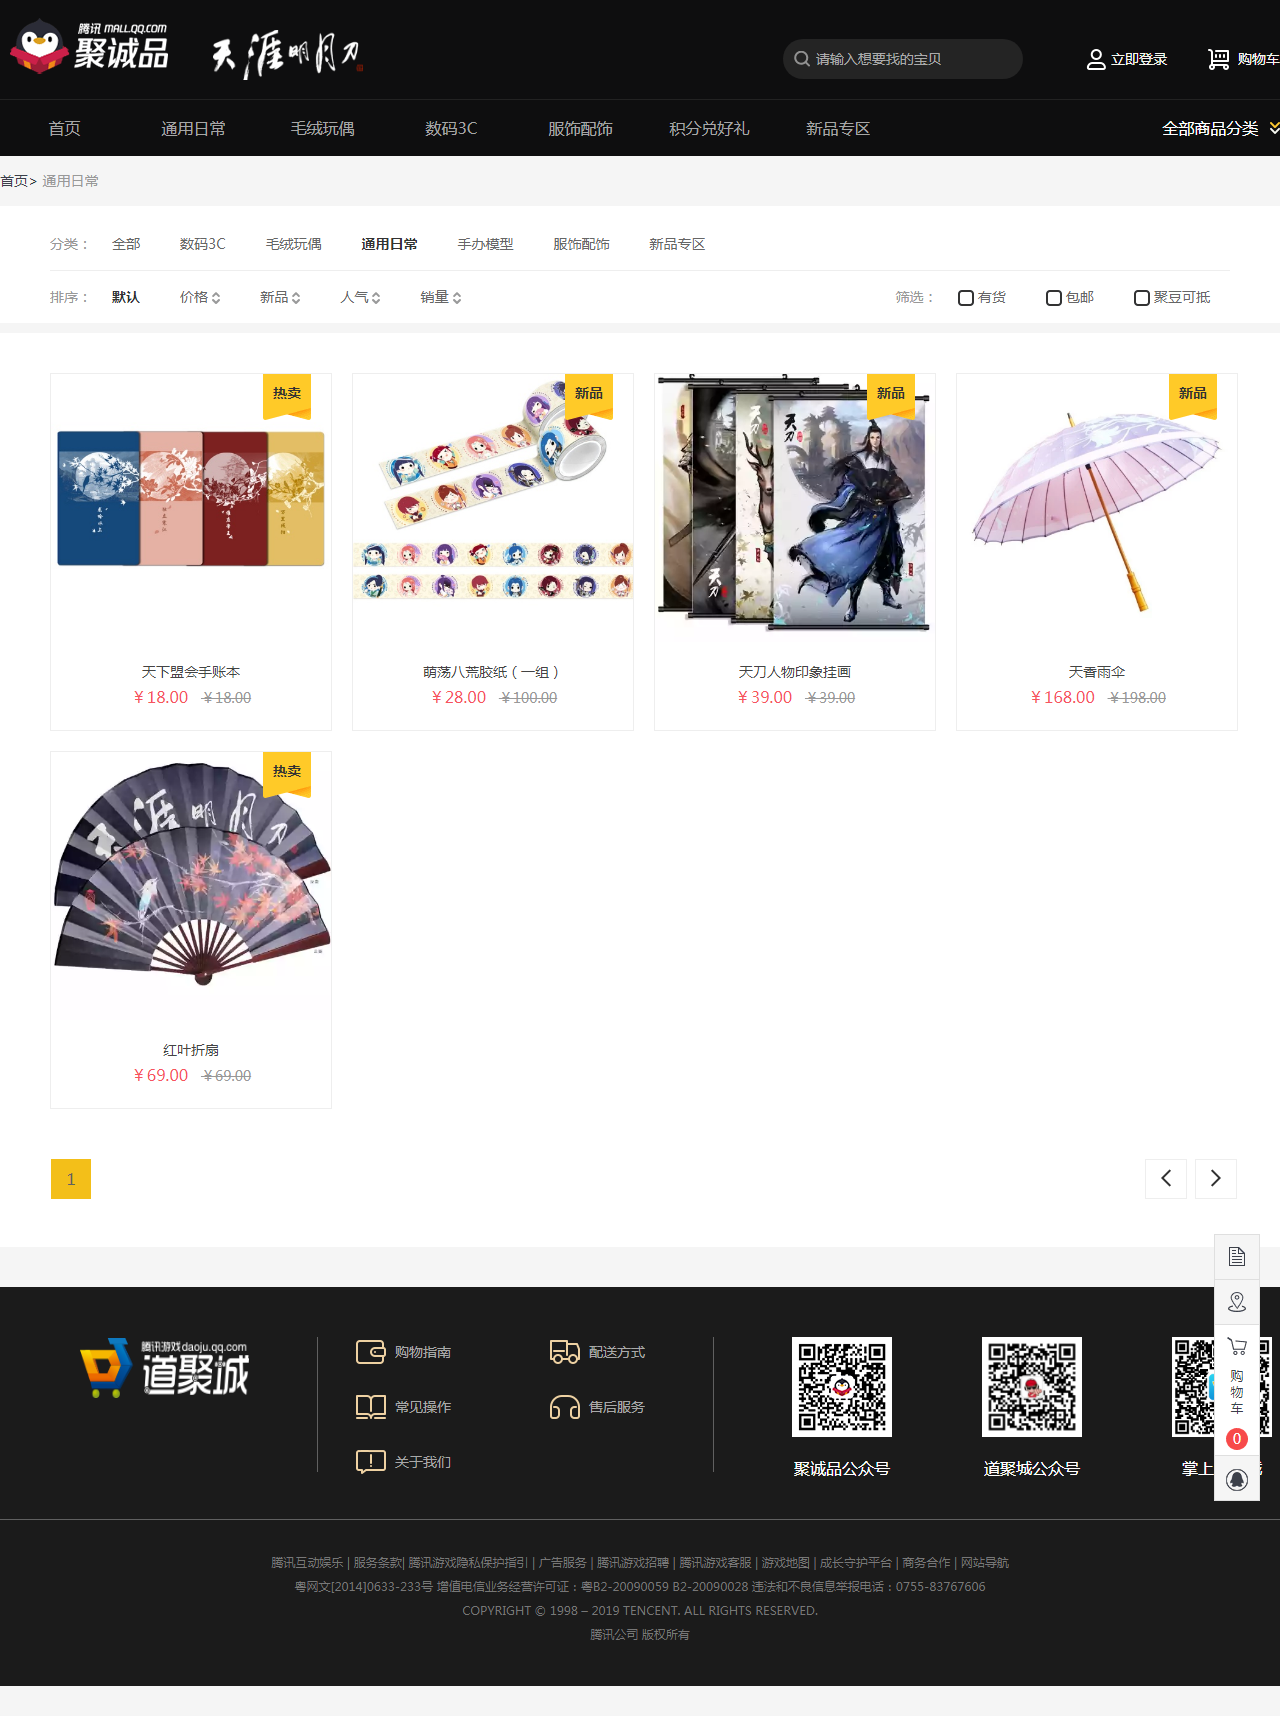 腾讯 MALL.QQ.COM
聚诚品
天涯明月刀
请输入想要找的宝贝
立即登录
购物车
首页 通用日常 毛绒玩偶 数码3C 服饰配饰 积分兑好礼 新品专区 全部商品分类
首页> 通用日常
分类： 全部 数码3C 毛绒玩偶 通用日常 手办模型 服饰配饰 新品专区
排序： 默认 价格 新品 人气 销量 筛选： 有货 包邮 聚豆可抵
热卖 新品 新品 新品
天刀
天刀
天下盟会手账本 萌荡八荒胶纸（一组） 天刀人物印象挂画 天香雨伞
￥18.00 ￥18.00 ￥28.00 ￥100.00 ￥39.00 ￥39.00 ￥168.00 ￥198.00
热卖
涯明月刀
红叶折扇
￥69.00 ￥69.00
1
腾讯游戏daoju.qq.com
道聚城
购物指南 配送方式
常见操作 售后服务
关于我们
聚诚品公众号 道聚城公众号 掌上
购物车
0
腾讯互动娱乐 | 服务条款| 腾讯游戏隐私保护指引 | 广告服务 | 腾讯游戏招聘 | 腾讯游戏客服 | 游戏地图 | 成长守护平台 | 商务合作 | 网站导航
粤网文[2014]0633-233号 增值电信业务经营许可证：粤B2-20090059 B2-20090028 违法和不良信息举报电话：0755-83767606
COPYRIGHT © 1998 – 2019 TENCENT. ALL RIGHTS RESERVED.
腾讯公司 版权所有